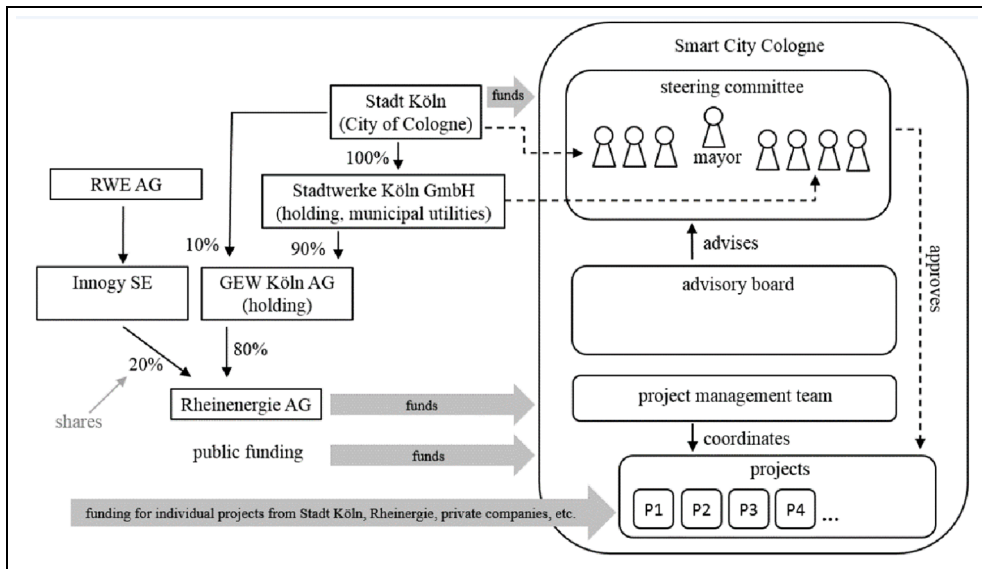 Smart City Cologne
steering committee
mayor
Stadt Köln
(City of Cologne)
funds
100%
Stadtwerke Köln GmbH
(holding, municipal utilities)
RWE AG
10%
90%
Innogy SE
GEW Köln AG
(holding)
advises
advisory board
approves
20%
80%
shares
Rheinenergie AG
funds
project management team
public funding
funds
coordinates
projects
funding for individual projects from Stadt Köln, Rheinergie, private companies, etc.
P1 P2 P3 P4 ...